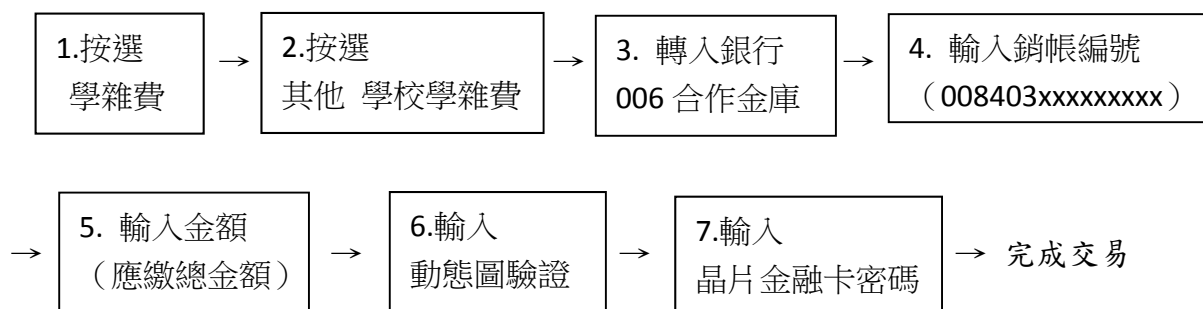 1.按選
學雜費
→
2.按選
其他 學校學雜費
→
3. 轉入銀行
006 合作金庫
→
4. 輸入銷帳編號
（008403xxxxxxxxx）
→
5. 輸入金額
（應繳總金額）
→
6.輸入
動態圖驗證
→
7.輸入
晶片金融卡密碼
→ 完成交易